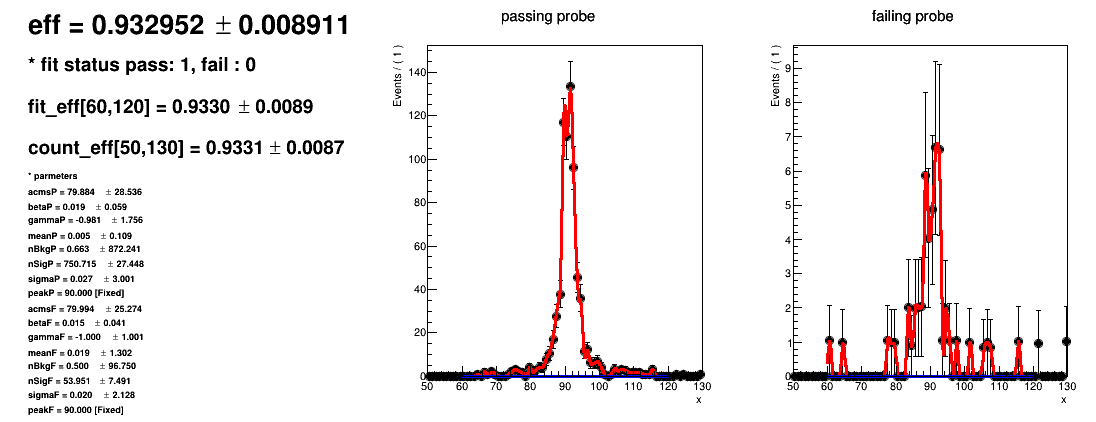 eff = 0.932952 ± 0.008911
* fit status pass: 1, fail : 0
fit_eff[60,120] = 0.9330 ± 0.0089
count_eff[50,130] = 0.9331 ± 0.0087
* parmeters
acmsP = 79.884 ± 28.536
betaP = 0.019 ± 0.059
gammaP = -0.981 ± 1.756
meanP = 0.005 ± 0.109
nBkgP = 0.663 ± 872.241
nSigP = 750.715 ± 27.448
sigmaP = 0.027 ± 3.001
peakP = 90.000 [Fixed]
acmsF = 79.994 ± 25.274
betaF = 0.015 ± 0.041
gammaF = -1.000 ± 1.001
meanF = 0.019 ± 1.302
nBkgF = 0.500 ± 96.750
nSigF = 53.951 ± 7.491
sigmaF = 0.020 ± 2.128
peakF = 90.000 [Fixed]
passing probe
Events / ( 1 )
140
120
100
80
60
40
20
0
50 60 70 80 90 100 110 120 130
x
failing probe
Events / ( 1 )
9
8
7
6
5
4
3
2
1
0
50 60 70 80 90 100 110 120 130
x